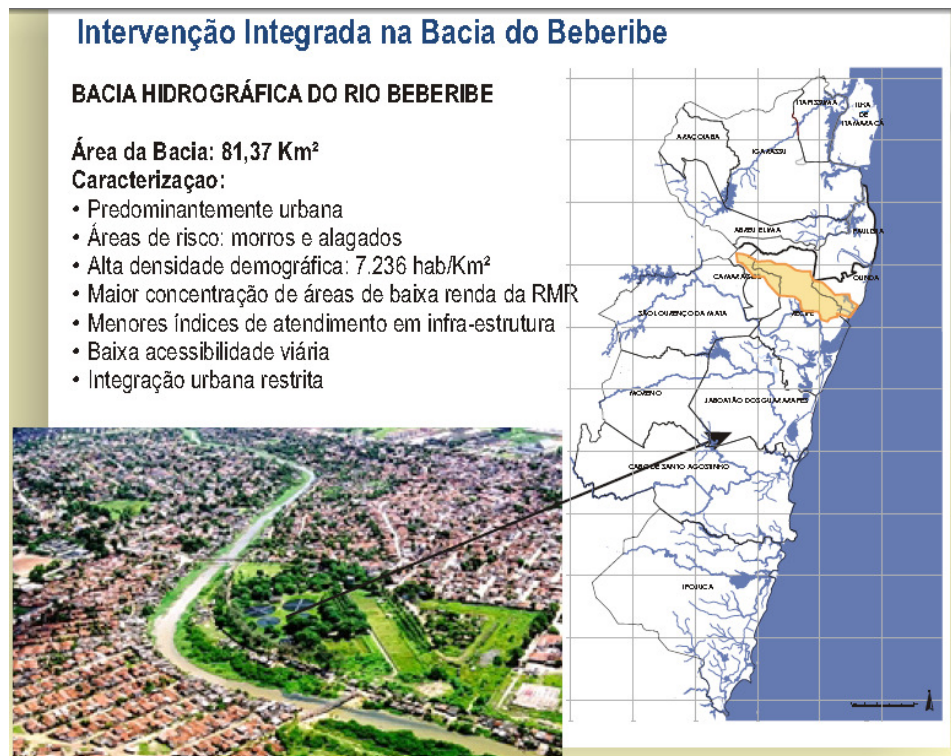 Intervenção Integrada na Bacia do Beberibe
BACIA HIDROGRÁFICA DO RIO BEBERIBE
Área da Bacia: 81,37 Km²
Caracterizaçao:
• Predominantemente urbana
• Áreas de risco: morros e alagados
• Alta densidade demográfica: 7.236 hab/Km²
• Maior concentração de áreas de baixa renda da RMR
• Menores índices de atendimento em infra-estrutura
• Baixa acessibilidade viária
• Integração urbana restrita
ITAPISSUMA
ILHA
DE
ITAMARACÁ
ARAÇOIABA
IGARASSU
ABREU E LIMA
PAULISTA
OLINDA
RECIFE
SÃO LOURENÇO DA MATA
MORENO
JABOATÃO DOS GUARARAPES
CABO DE SANTO AGOSTINHO
IPOJUCA